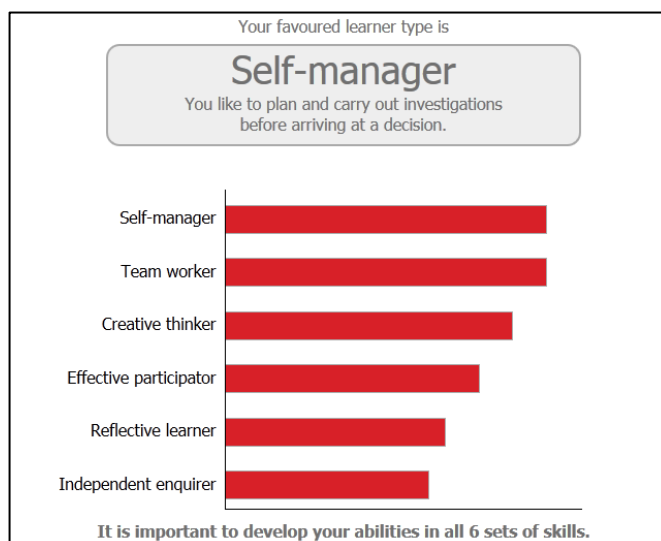 Your favoured learner type is
Self-manager
You like to plan and carry out investigations
before arriving at a decision.
Self-manager
Team worker
Creative thinker
Effective participator
Reflective learner
Independent enquirer
It is important to develop your abilities in all 6 sets of skills.